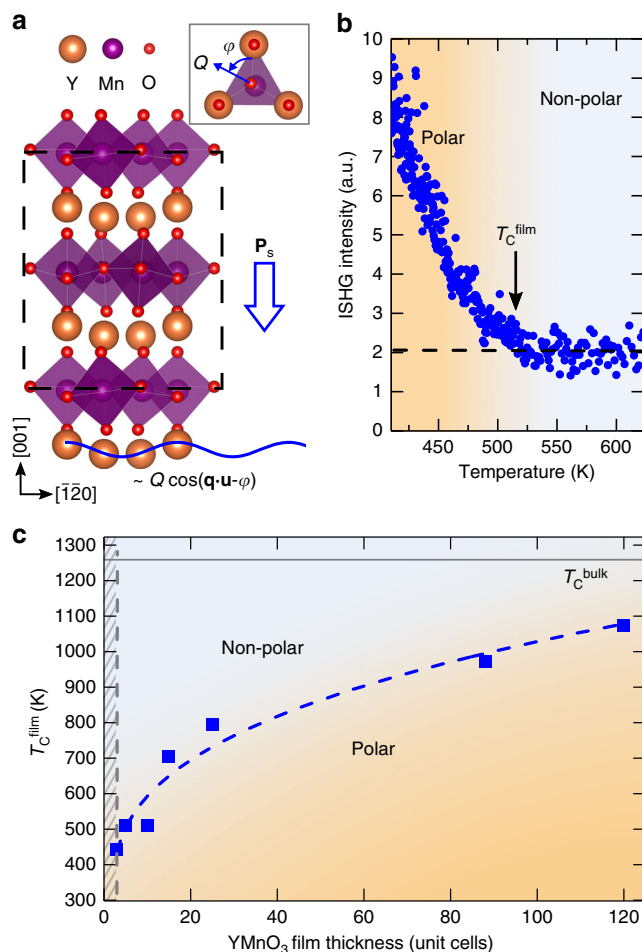 a
Y Mn O
Q φ
P_s
[001]
[1̄1̄20]
~ Q cos(q·u-φ)
b
10
9
8
7
6
5
4
3
2
1
0
ISHG intensity (a.u.)
Polar
Non-polar
T_C^film
450 500 550 600
Temperature (K)
c
1300
1200
1100
1000
900
800
700
600
500
400
300
T_C^film (K)
T_C^bulk
Non-polar
Polar
0 20 40 60 80 100 120
YMnO₃ film thickness (unit cells)